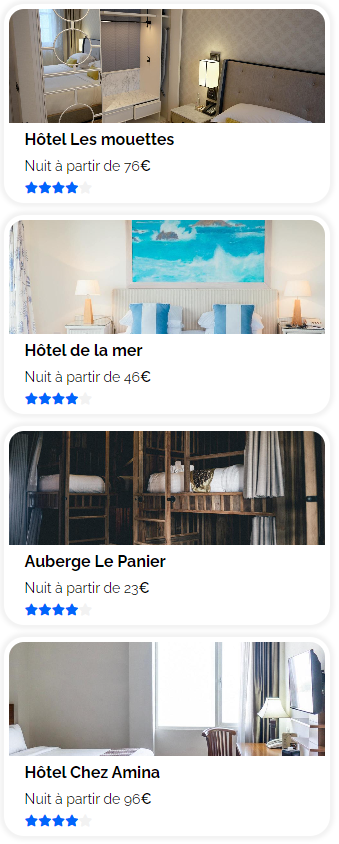 Hôtel Les mouettes
Nuit à partir de 76€
Hôtel de la mer
Nuit à partir de 46€
Auberge Le Panier
Nuit à partir de 23€
Hôtel Chez Amina
Nuit à partir de 96€